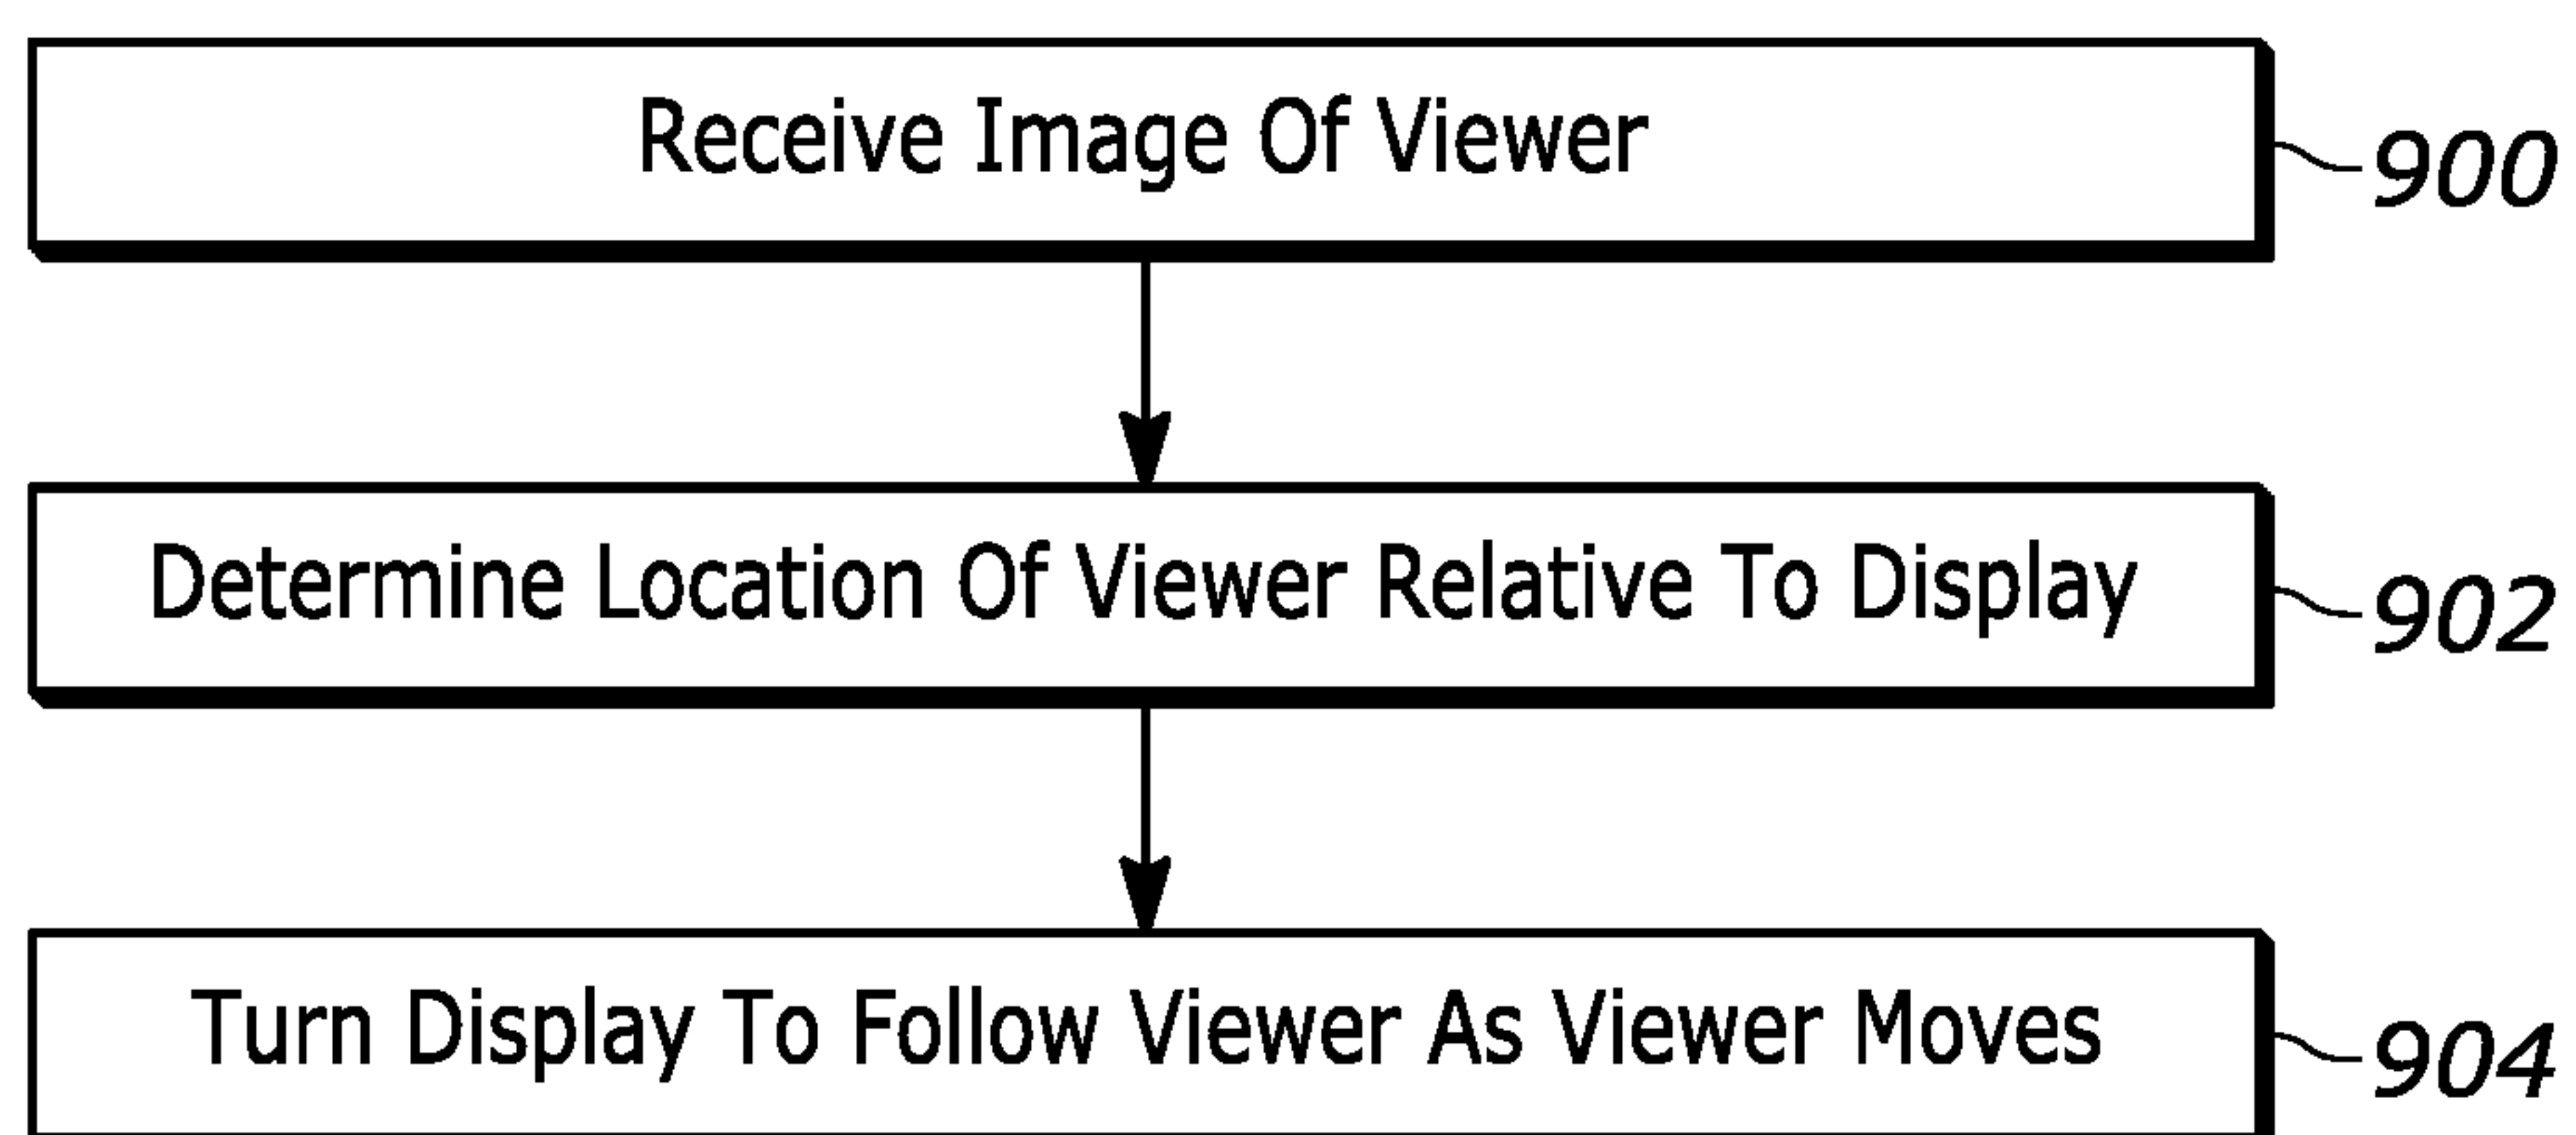 Receive Image Of Viewer
900
Determine Location Of Viewer Relative To Display
902
Turn Display To Follow Viewer As Viewer Moves
904